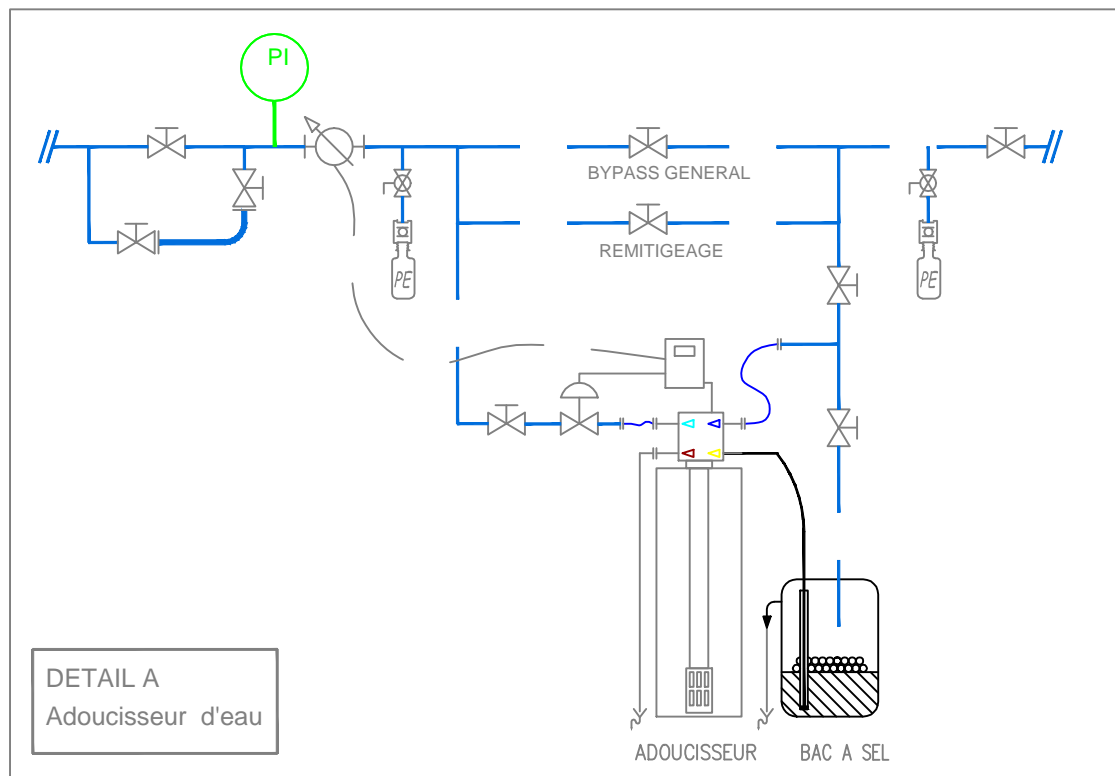 PI
BYPASS GENERAL
REMITIGEAGE
PE
PE
DETAIL A
Adoucisseur d'eau
ADOUCISSEUR
BAC A SEL